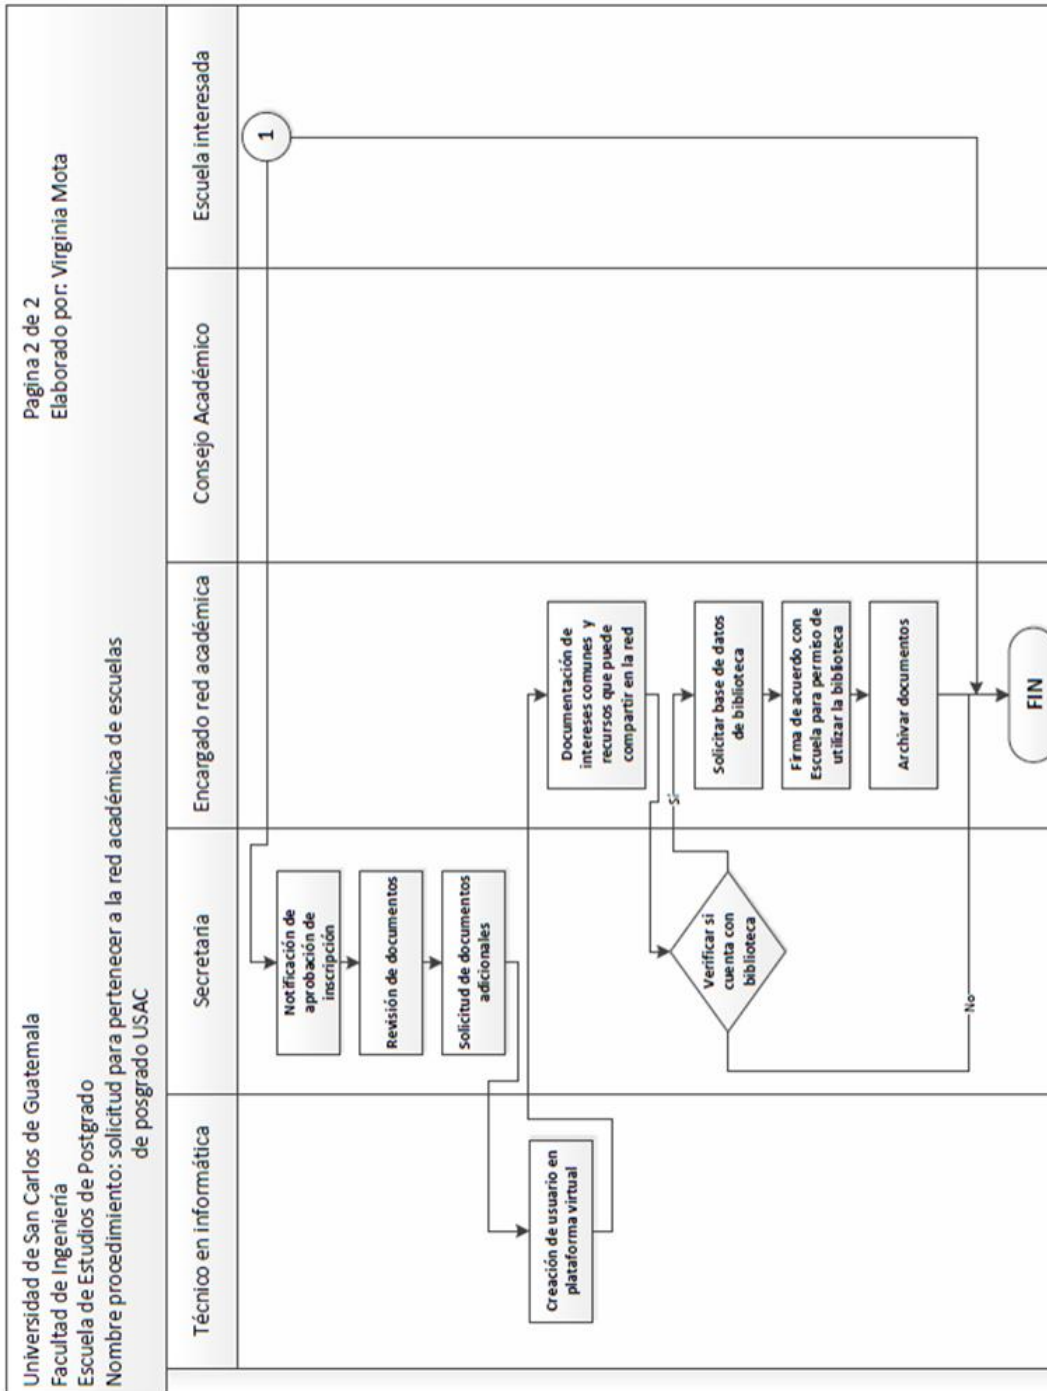 Universidad de San Carlos de Guatemala
Facultad de Ingeniería
Escuela de Estudios de Postgrado
Nombre procedimiento: solicitud para pertenecer a la red académica de escuelas
de posgrado USAC
Pagina 2 de 2
Elaborado por: Virginia Mota
Técnico en informática
Secretaria
Encargado red académica
Consejo Académico
Escuela interesada
1
Notificación de
aprobación de
inscripción
Revisión de documentos
Solicitud de documentos
adicionales
Creación de usuario en
plataforma virtual
Documentación de
intereses comunes y
recursos que puede
compartir en la red
Verificar si
cuenta con
biblioteca
Si
No
Solicitar base de datos
de biblioteca
Firma de acuerdo con
Escuela para permiso de
utilizar la biblioteca
Archivar documentos
FIN